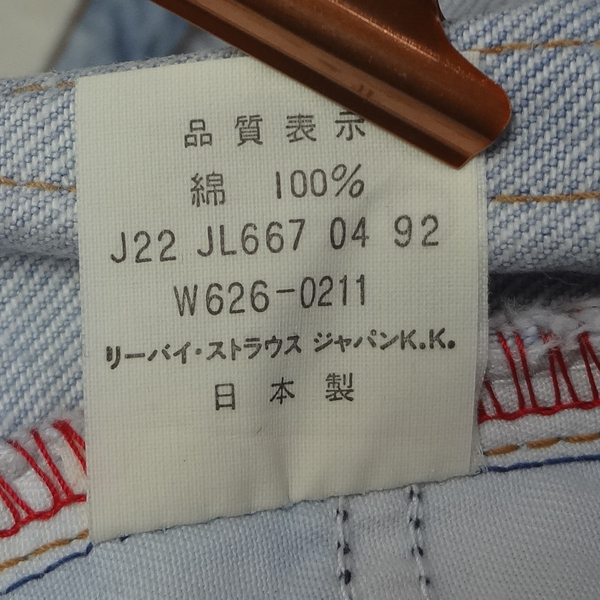 品質表示
綿 100%
J22 JL667 04 92
W626-0211
リーバイ・ストラウス ジャパンK.K.
日本製